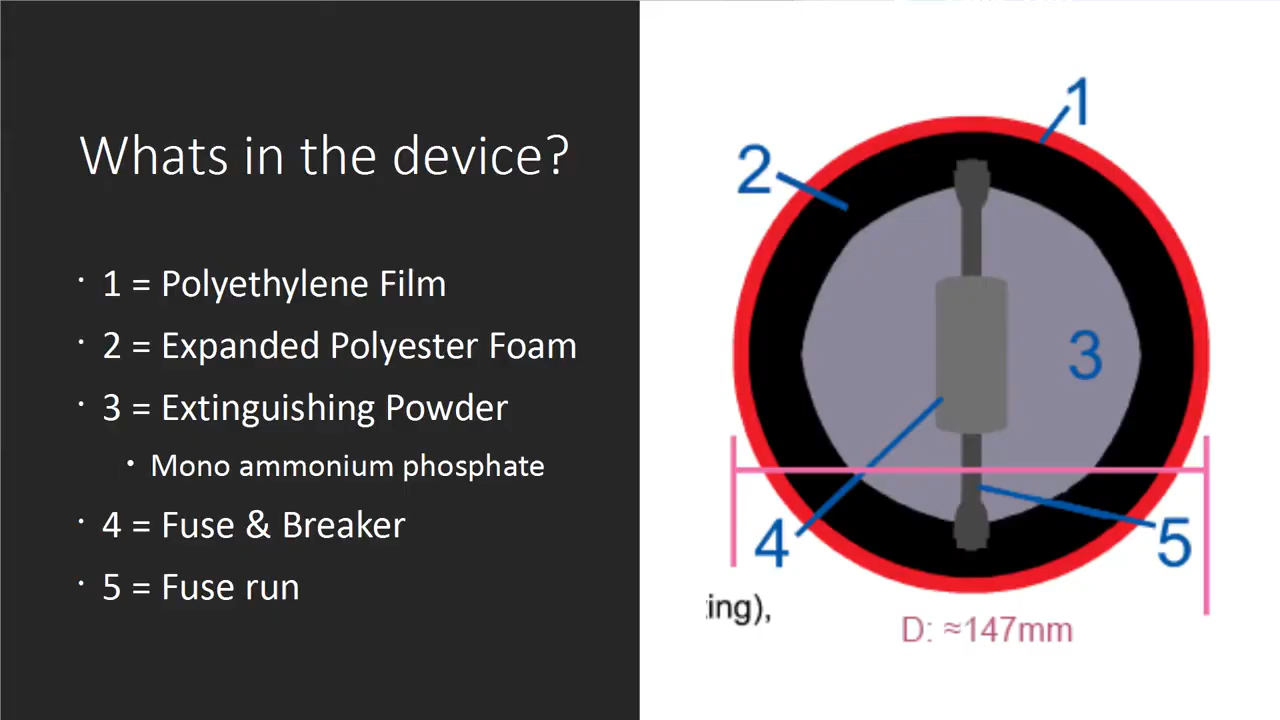 Whats in the device?
· 1 = Polyethylene Film
· 2 = Expanded Polyester Foam
· 3 = Extinguishing Powder
· Mono ammonium phosphate
· 4 = Fuse & Breaker
· 5 = Fuse run
1
2
3
4
5
ing),
D: ≈147mm